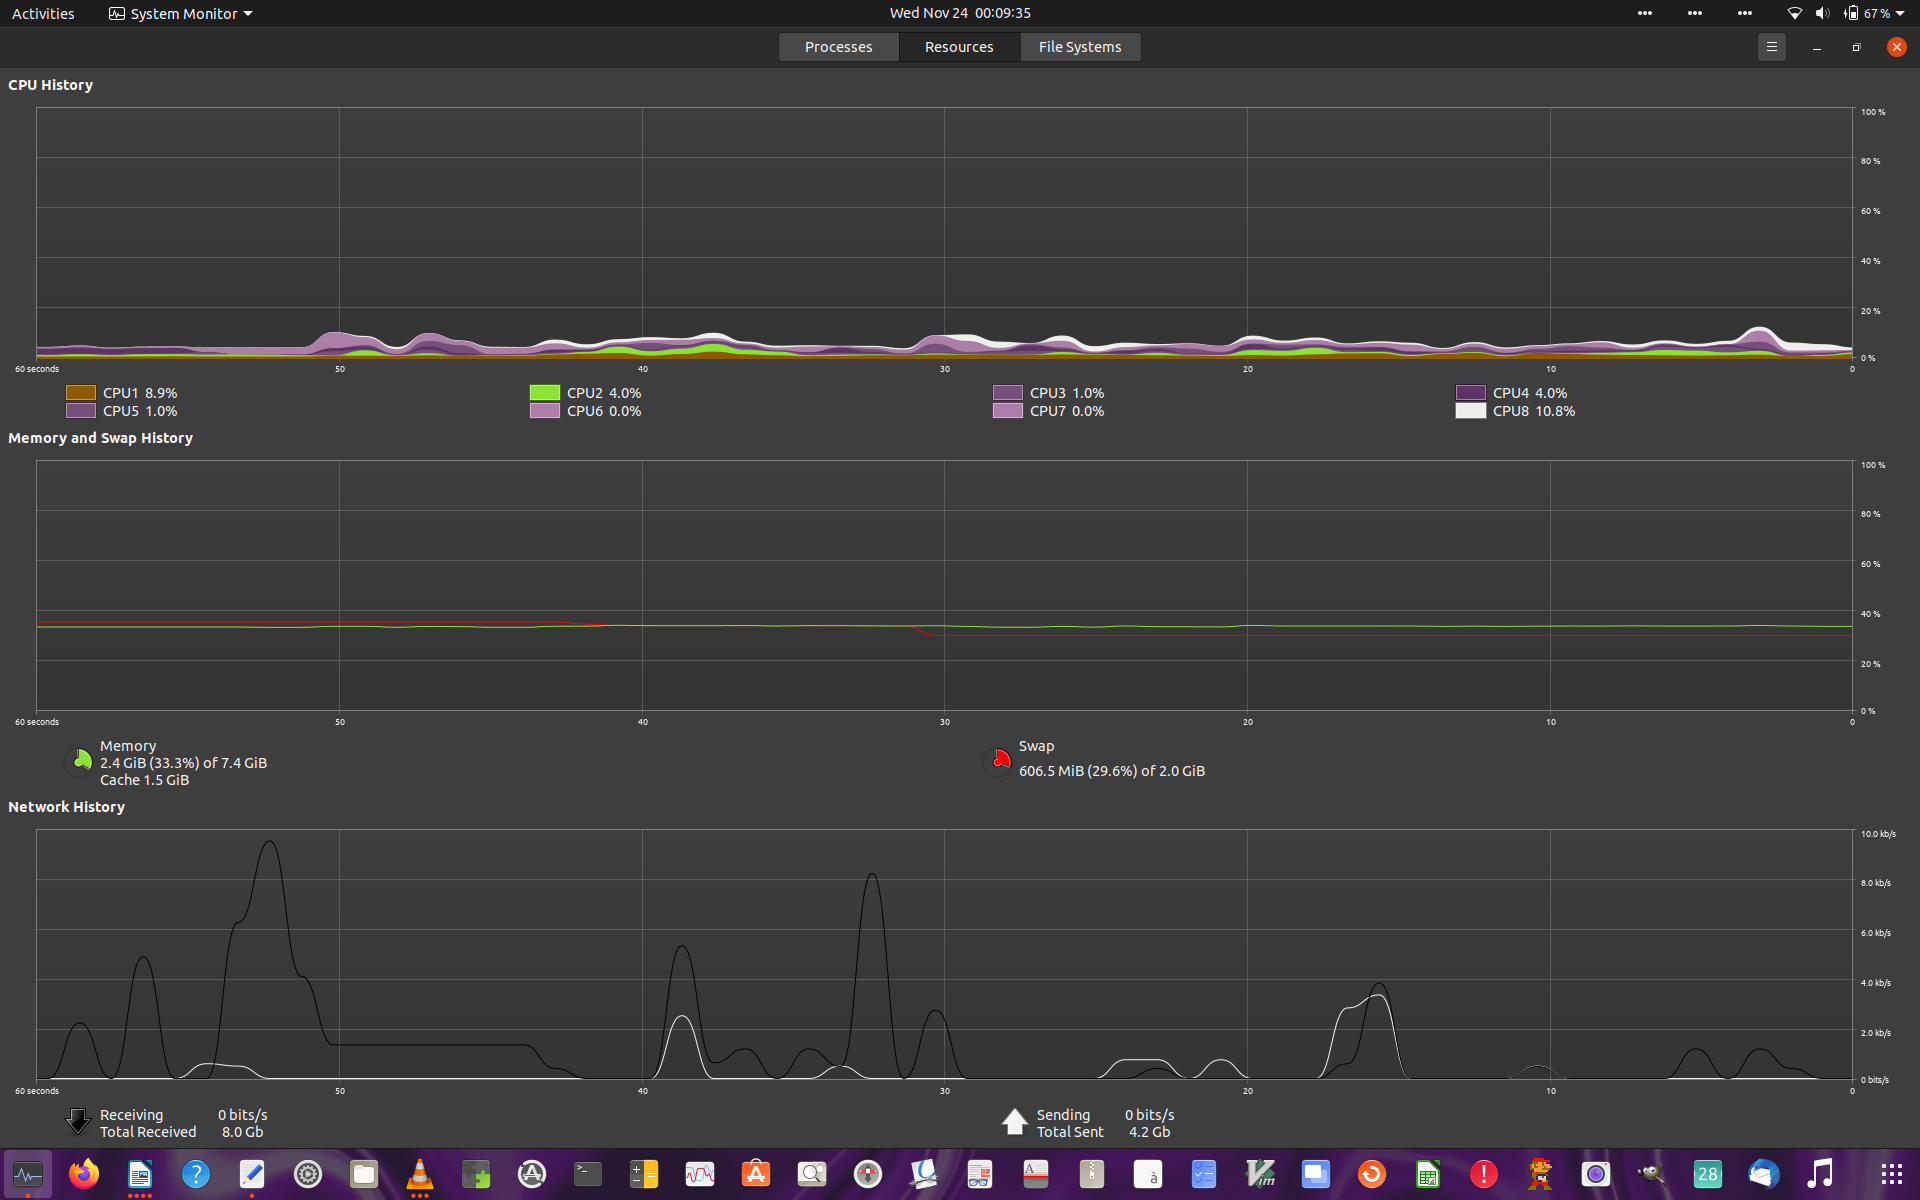 Activities System Monitor Wed Nov 24 00:09:35 67 %
Processes Resources File Systems
CPU History
100 %
80 %
60 %
40 %
20 %
0 %
60 seconds 50 40 30 20 10 0
CPU1 8.9% CPU2 4.0% CPU3 1.0% CPU4 4.0%
CPU5 1.0% CPU6 0.0% CPU7 0.0% CPU8 10.8%
Memory and Swap History
100 %
80 %
60 %
40 %
20 %
0 %
60 seconds 50 40 30 20 10 0
Memory
2.4 GiB (33.3%) of 7.4 GiB
Cache 1.5 GiB
Swap
606.5 MiB (29.6%) of 2.0 GiB
Network History
10.0 kb/s
8.0 kb/s
6.0 kb/s
4.0 kb/s
2.0 kb/s
0 bits/s
60 seconds 50 40 30 20 10 0
Receiving 0 bits/s Sending 0 bits/s
Total Received 8.0 Gb Total Sent 4.2 Gb
? >_ A à Vim ! 28